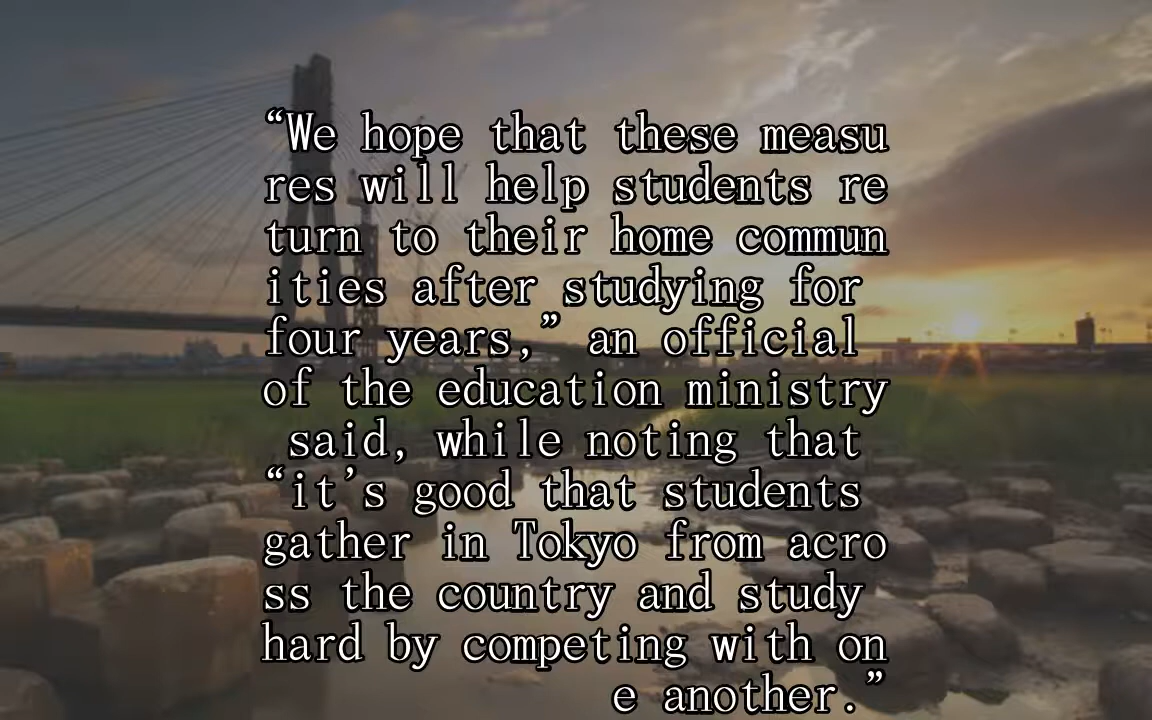 “We hope that these measu
res will help students re
turn to their home commun
ities after studying for
four years,” an official
of the education ministry
said, while noting that
“it’s good that students
gather in Tokyo from acro
ss the country and study
hard by competing with on
e another.”